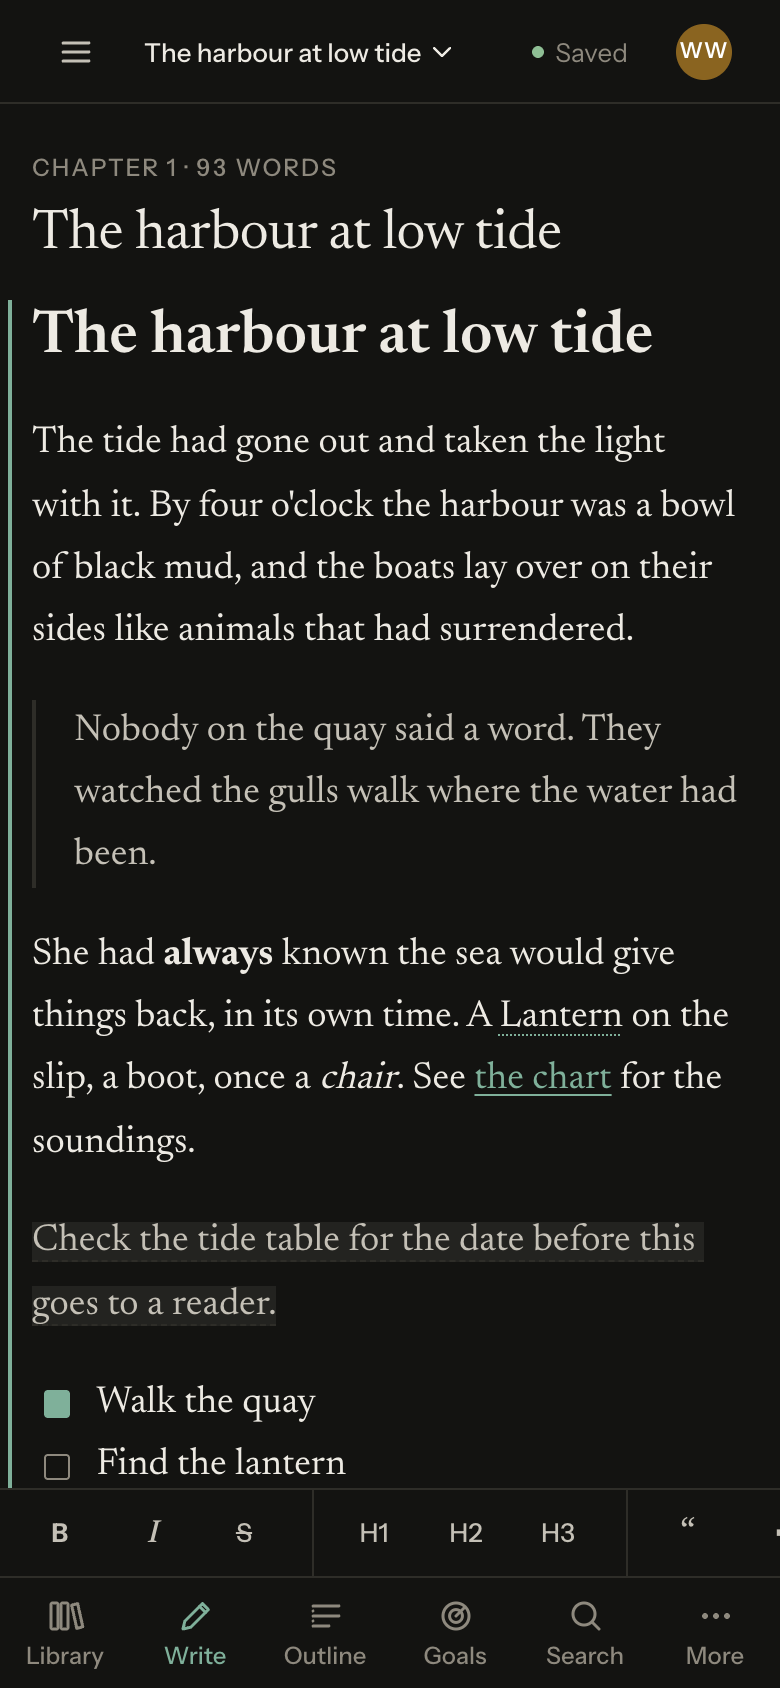 The harbour at low tide
Saved
WW
CHAPTER 1 · 93 WORDS
The harbour at low tide
The harbour at low tide
The tide had gone out and taken the light
with it. By four o'clock the harbour was a bowl
of black mud, and the boats lay over on their
sides like animals that had surrendered.
Nobody on the quay said a word. They
watched the gulls walk where the water had
been.
She had always known the sea would give
things back, in its own time. A Lantern on the
slip, a boot, once a chair. See the chart for the
soundings.
Check the tide table for the date before this
goes to a reader.
Walk the quay
Find the lantern
B I S H1 H2 H3 “
Library Write Outline Goals Search More